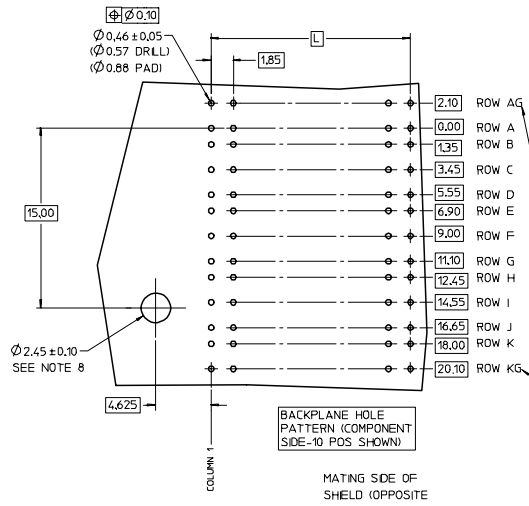 ⌖ Ø 0.10
Ø 0.46 ±0.05
(Ø 0.57 DRILL)
(Ø 0.88 PAD)
L
1.85
2.10 ROW AG
0.00 ROW A
1.35 ROW B
3.45 ROW C
5.55 ROW D
6.90 ROW E
9.00 ROW F
11.10 ROW G
12.45 ROW H
14.55 ROW I
16.65 ROW J
18.00 ROW K
20.10 ROW KG
15.00
Ø 2.45 ±0.10
SEE NOTE 8
4.625
COLUMN 1
BACKPLANE HOLE
PATTERN (COMPONENT
SIDE-10 POS SHOWN)
MATING SIDE OF
SHIELD (OPPOSITE